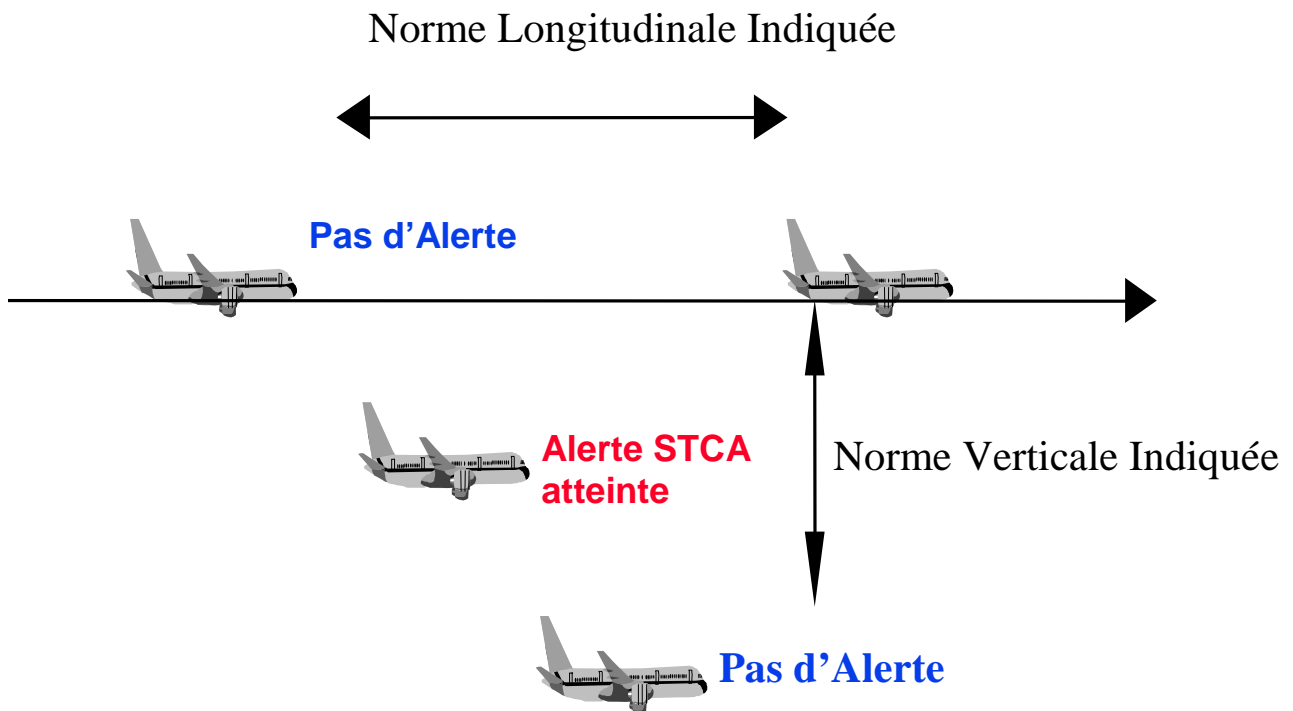 Norme Longitudinale Indiquée
Pas d’Alerte
Alerte STCA
atteinte
Norme Verticale Indiquée
Pas d’Alerte